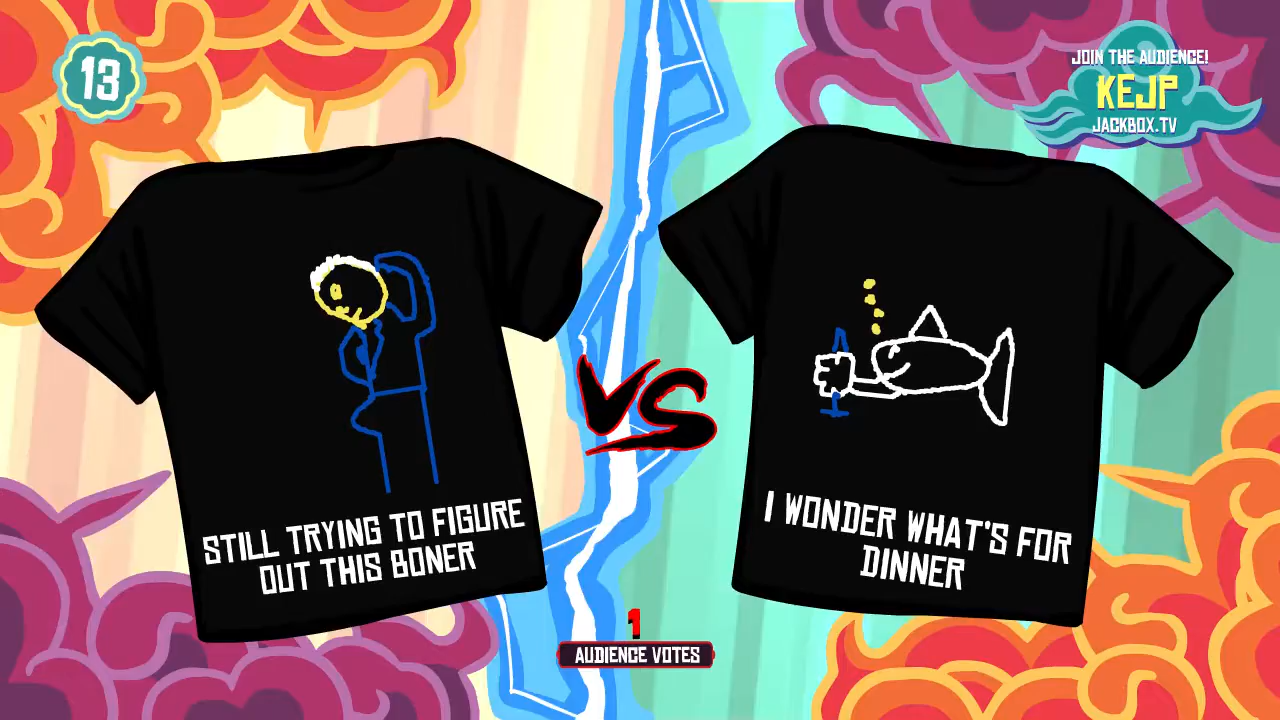 13
JOIN THE AUDIENCE!
KEJP
JACKBOX.TV
STILL TRYING TO FIGURE
OUT THIS BONER
VS
I WONDER WHAT'S FOR
DINNER
1
AUDIENCE VOTES